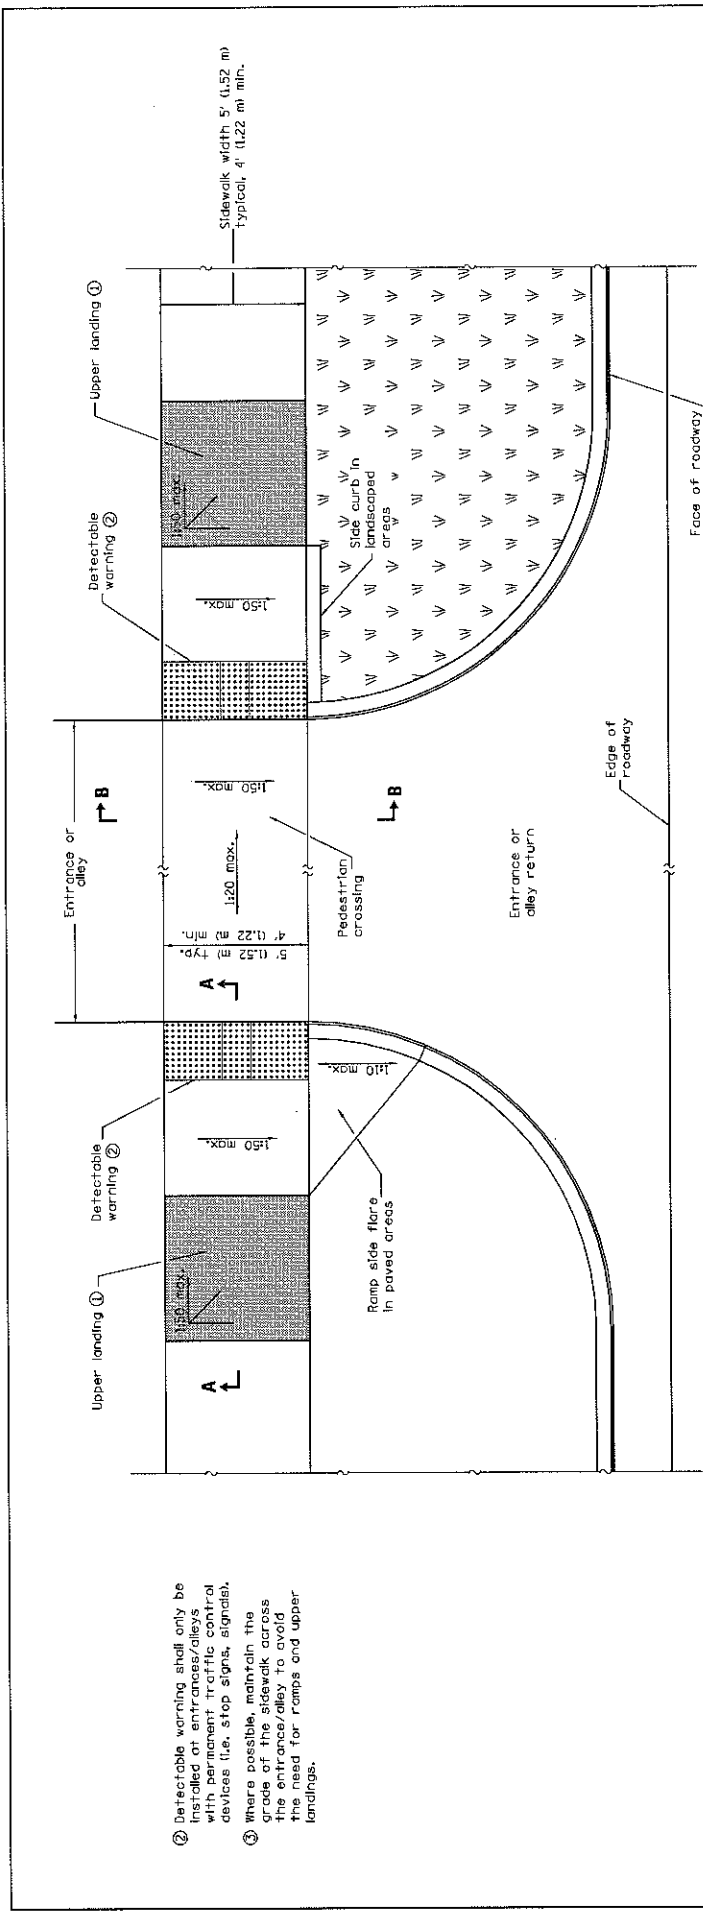 Sidewalk width 5' (1.52 m)
typical, 4' (1.22 m) min.
Upper landing ①
1:50 max.
Detectable
warning ②
1:50 max.
Side curb in
landscaped
areas
Face of roadway
Entrance or
alley
B
1:50 max.
B
Edge of
roadway
1:20 max.
Pedestrian
crossing
Entrance or
alley return
5' (1.52 m) typ.
4' (1.22 m) min.
A
Detectable
warning ②
1:50 max.
1:10 max.
Ramp side flare
in paved areas
Upper landing ①
1:50 max.
A
② Detectable warning shall only be
installed at entrances/alleys
with permanent traffic control
devices (i.e. stop signs, signals).
③ Where possible, maintain the
grade of the sidewalk across
the entrance/alley to avoid
the need for ramps and upper
landings.